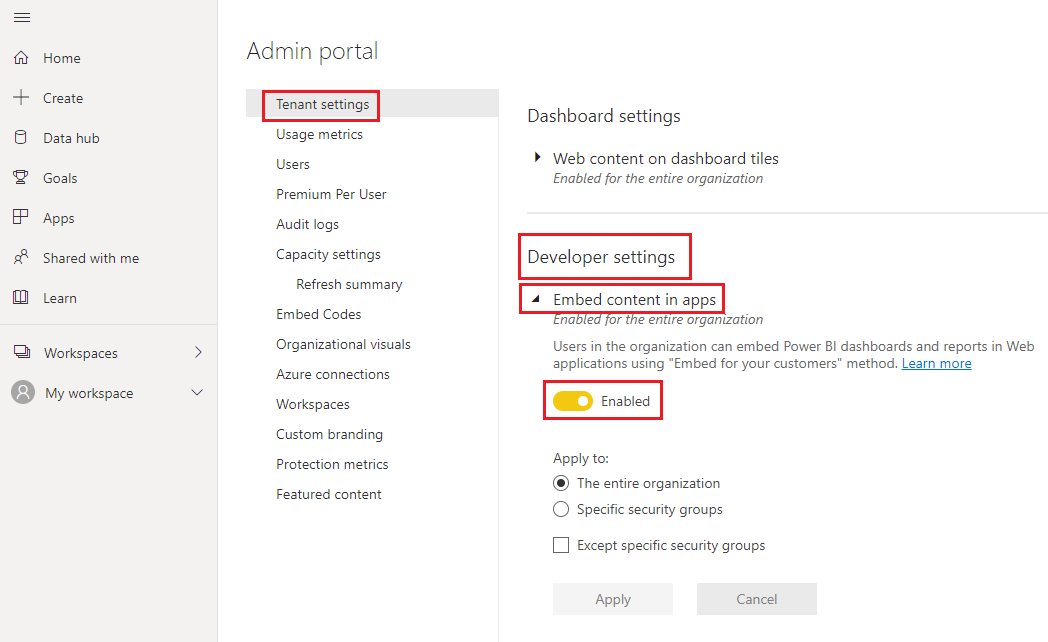 Home
Create
Data hub
Goals
Apps
Shared with me
Learn
Workspaces
My workspace
Admin portal
Tenant settings
Usage metrics
Users
Premium Per User
Audit logs
Capacity settings
Refresh summary
Embed Codes
Organizational visuals
Azure connections
Workspaces
Custom branding
Protection metrics
Featured content
Dashboard settings
Web content on dashboard tiles
Enabled for the entire organization
Developer settings
Embed content in apps
Enabled for the entire organization
Users in the organization can embed Power BI dashboards and reports in Web
applications using "Embed for your customers" method. Learn more
Enabled
Apply to:
The entire organization
Specific security groups
Except specific security groups
Apply
Cancel